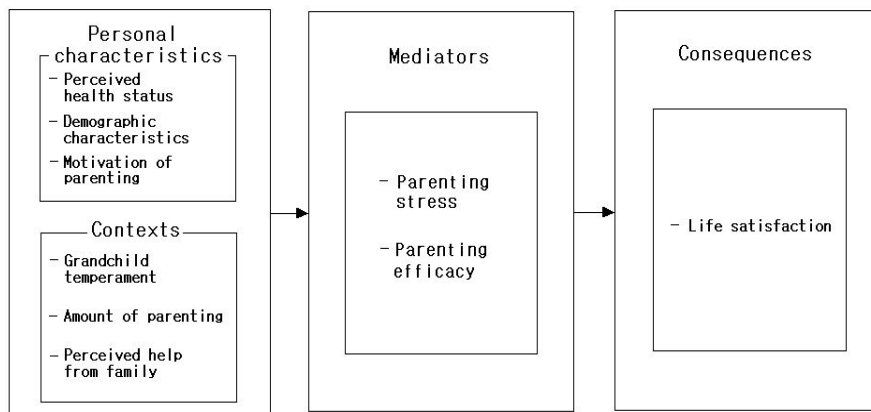 Personal
characteristics
- Perceived
health status
- Demographic
characteristics
- Motivation of
parenting
Contexts
- Grandchild
temperament
- Amount of parenting
- Perceived help
from family
Mediators
- Parenting
stress
- Parenting
efficacy
Consequences
- Life satisfaction